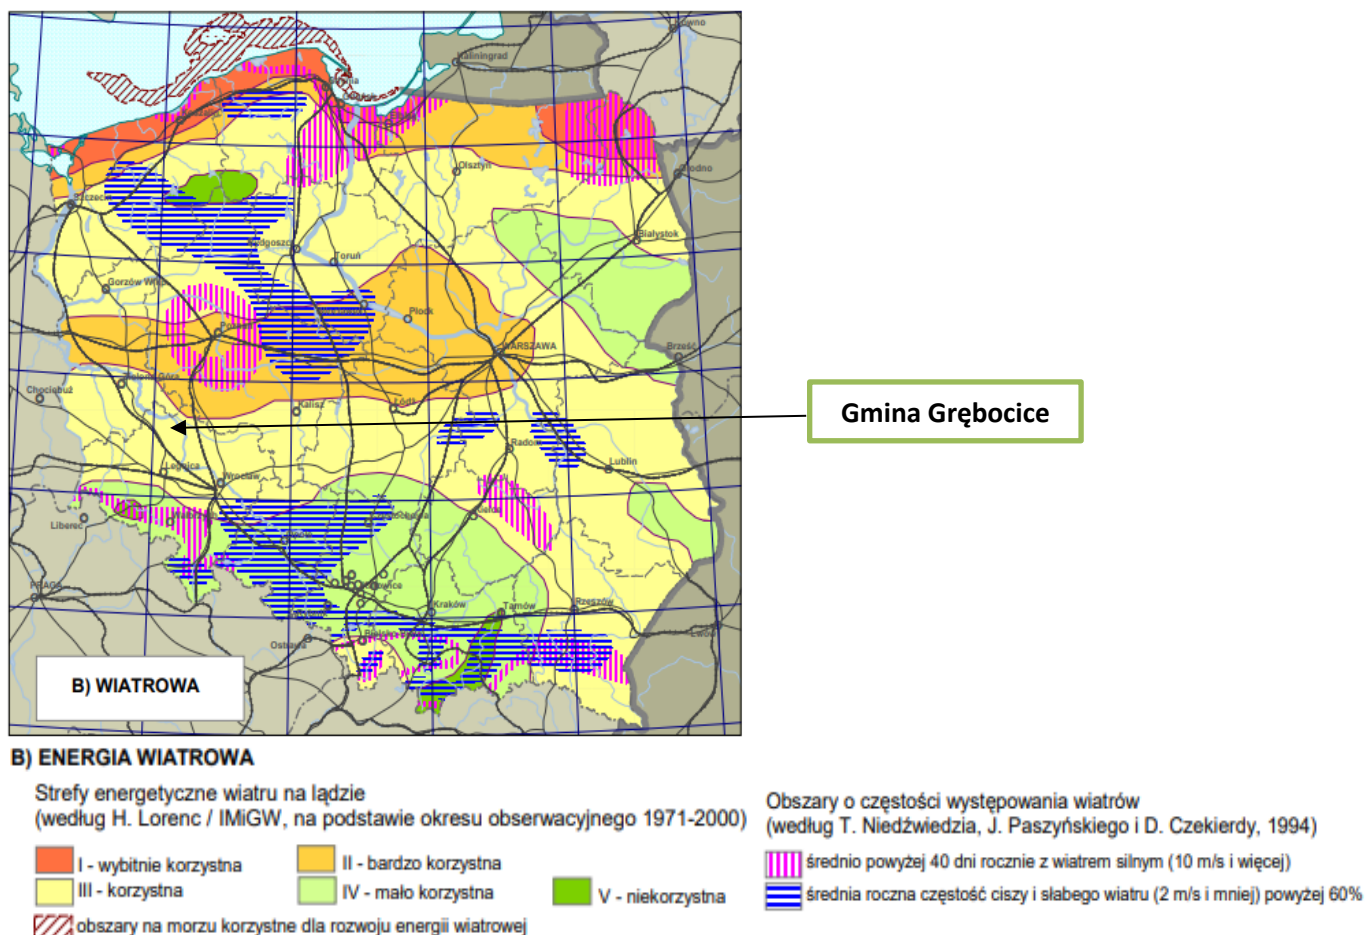 Kowno
Kaliningrad
Gdynia
Olsztyn
Grodno
Szczecin
Białystok
Bydgoszcz
Toruń
Gorzów Wlkp.
Płock
Poznań
WARSZAWA
Brześć
Zielona Góra
Chociebuż
Kalisz
Łódź
Gmina Grębocice
Radom
Legnica
Lublin
Wrocław
Liberec
Kielce
PRAGA
Katowice
Kraków
Tarnów
Rzeszów
Lwów
Ostrawa
Bielsko-Biała
B) WIATROWA
B) ENERGIA WIATROWA
Strefy energetyczne wiatru na lądzie
(według H. Lorenc / IMiGW, na podstawie okresu obserwacyjnego 1971-2000)
I - wybitnie korzystna
II - bardzo korzystna
III - korzystna
IV - mało korzystna
V - niekorzystna
obszary na morzu korzystne dla rozwoju energii wiatrowej
Obszary o częstości występowania wiatrów
(według T. Niedźwiedzia, J. Paszyńskiego i D. Czekierdy, 1994)
średnio powyżej 40 dni rocznie z wiatrem silnym (10 m/s i więcej)
średnia roczna częstość ciszy i słabego wiatru (2 m/s i mniej) powyżej 60%